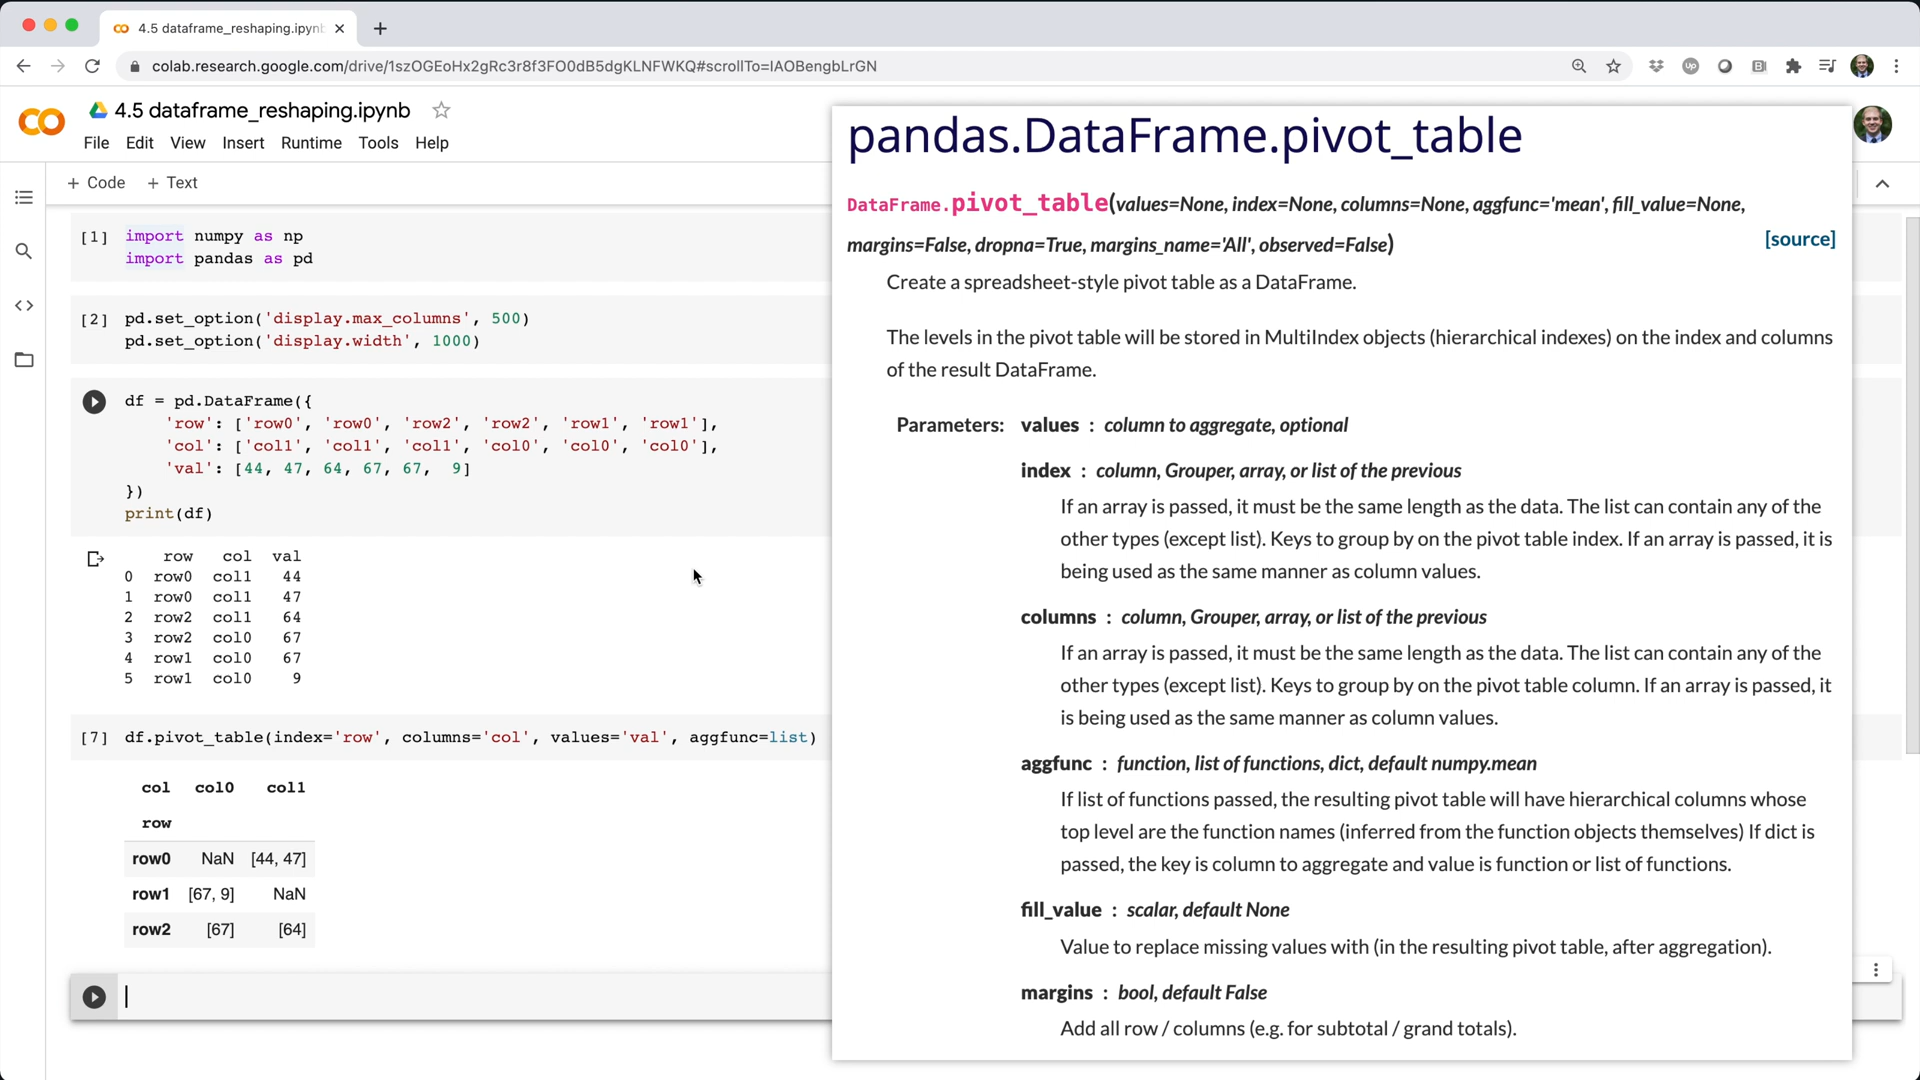 4.5 dataframe_reshaping.ipynb
colab.research.google.com/drive/1szOGEoHx2gRc3r8f3FO0dB5dgKLNFWKQ#scrollTo=IAOBengbLrGN
4.5 dataframe_reshaping.ipynb
File Edit View Insert Runtime Tools Help
+ Code + Text
[1] import numpy as np
import pandas as pd
[2] pd.set_option('display.max_columns', 500)
pd.set_option('display.width', 1000)
df = pd.DataFrame({
'row': ['row0', 'row0', 'row2', 'row2', 'row1', 'row1'],
'col': ['col1', 'col1', 'col1', 'col0', 'col0', 'col0'],
'val': [44, 47, 64, 67, 67, 9]
})
print(df)
row col val
0 row0 col1 44
1 row0 col1 47
2 row2 col1 64
3 row2 col0 67
4 row1 col0 67
5 row1 col0 9
[7] df.pivot_table(index='row', columns='col', values='val', aggfunc=list)
col col0 col1
row
row0 NaN [44, 47]
row1 [67, 9] NaN
row2 [67] [64]
pandas.DataFrame.pivot_table
DataFrame.pivot_table(values=None, index=None, columns=None, aggfunc='mean', fill_value=None,
margins=False, dropna=True, margins_name='All', observed=False) [source]
Create a spreadsheet-style pivot table as a DataFrame.
The levels in the pivot table will be stored in MultiIndex objects (hierarchical indexes) on the index and columns
of the result DataFrame.
Parameters: values : column to aggregate, optional
index : column, Grouper, array, or list of the previous
If an array is passed, it must be the same length as the data. The list can contain any of the
other types (except list). Keys to group by on the pivot table index. If an array is passed, it is
being used as the same manner as column values.
columns : column, Grouper, array, or list of the previous
If an array is passed, it must be the same length as the data. The list can contain any of the
other types (except list). Keys to group by on the pivot table column. If an array is passed, it
is being used as the same manner as column values.
aggfunc : function, list of functions, dict, default numpy.mean
If list of functions passed, the resulting pivot table will have hierarchical columns whose
top level are the function names (inferred from the function objects themselves) If dict is
passed, the key is column to aggregate and value is function or list of functions.
fill_value : scalar, default None
Value to replace missing values with (in the resulting pivot table, after aggregation).
margins : bool, default False
Add all row / columns (e.g. for subtotal / grand totals).